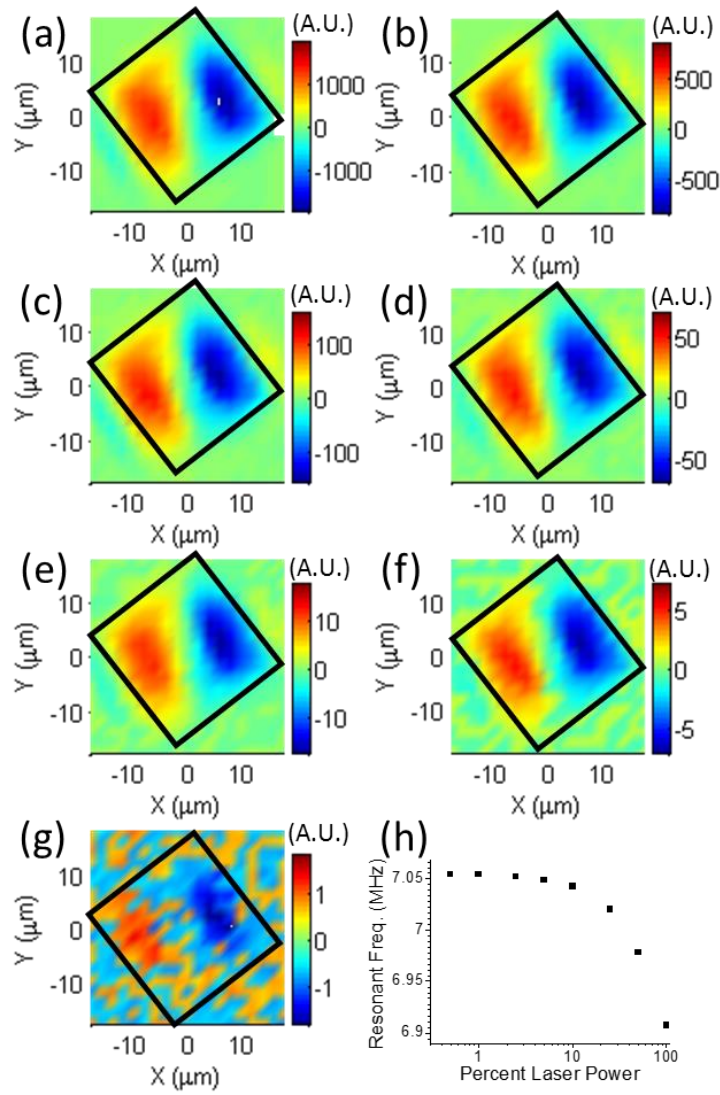 (a) (A.U.) (b) (A.U.)
10 1000 10 500
Y (μm) 0 0 Y (μm) 0 0
-10 -1000 -10 -500
-10 0 10 -10 0 10
X (μm) X (μm)
(c) (A.U.) (d) (A.U.)
10 100 10 50
Y (μm) 0 0 Y (μm) 0 0
-10 -100 -10 -50
-10 0 10 -10 0 10
X (μm) X (μm)
(e) (A.U.) (f) (A.U.)
10 10 10 5
Y (μm) 0 0 Y (μm) 0 0
-10 -10 -10 -5
-10 0 10 -10 0 10
X (μm) X (μm)
(g) (A.U.) (h)
10 1
Y (μm) 0 0
-10 -1
-10 0 10
X (μm)
Resonant Freq. (MHz)
7.05
7
6.95
6.9
1 10 100
Percent Laser Power